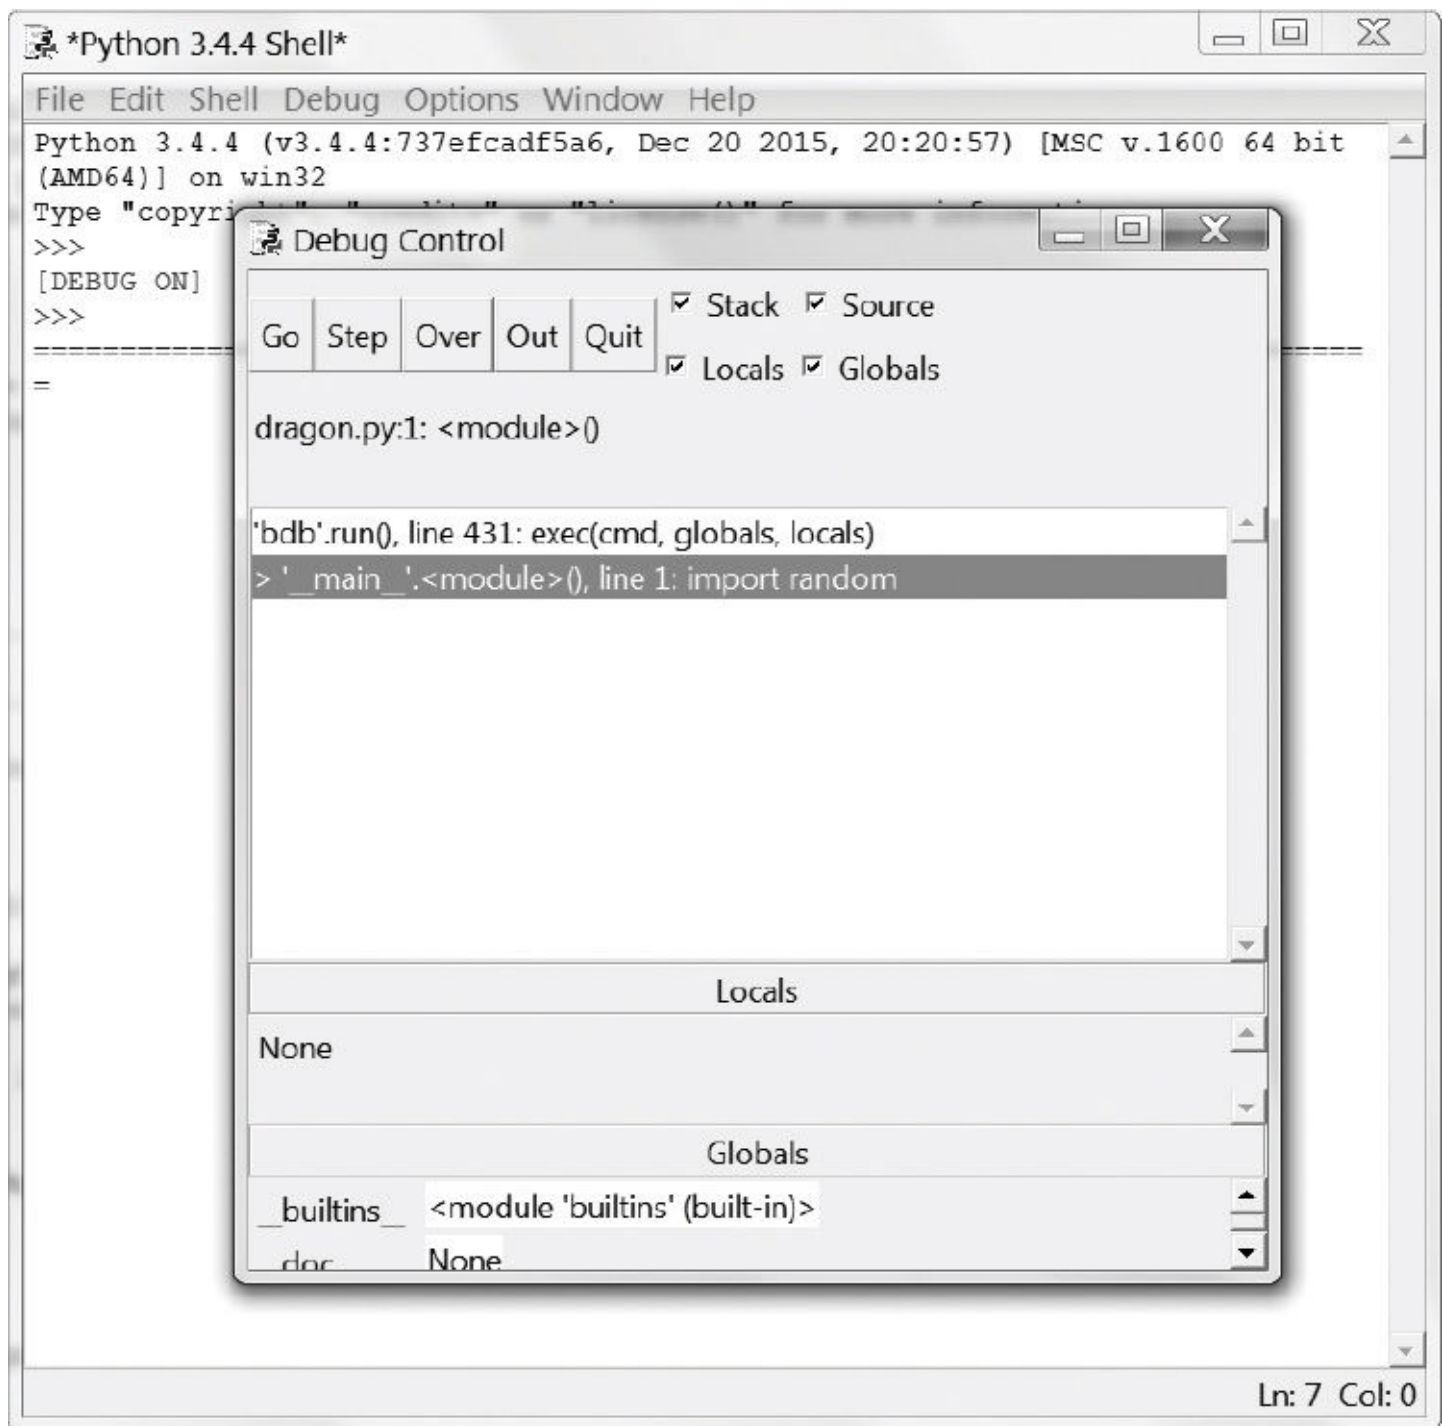 *Python 3.4.4 Shell*
File Edit Shell Debug Options Window Help
Python 3.4.4 (v3.4.4:737efcadf5a6, Dec 20 2015, 20:20:57) [MSC v.1600 64 bit
(AMD64)] on win32
Type "copyri
>>>
[DEBUG ON]
>>>
=
Debug Control
Go Step Over Out Quit
Stack Source
Locals Globals
dragon.py:1: <module>()
'bdb'.run(), line 431: exec(cmd, globals, locals)
> '__main__'.<module>(), line 1: import random
Locals
None
Globals
__builtins__ <module 'builtins' (built-in)>
None
Ln: 7 Col: 0